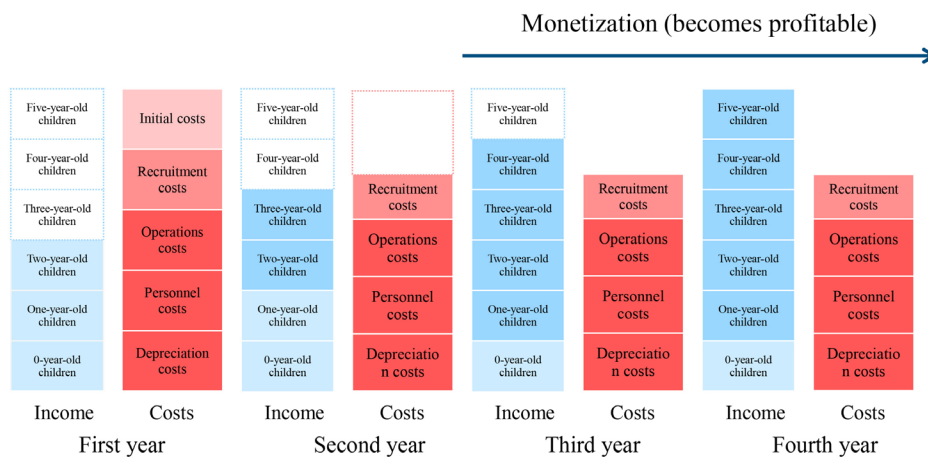 Monetization (becomes profitable)
Five-year-old
children
Four-year-old
children
Three-year-old
children
Two-year-old
children
One-year-old
children
0-year-old
children
Initial costs
Recruitment
costs
Operations
costs
Personnel
costs
Depreciation
costs
Five-year-old
children
Four-year-old
children
Three-year-old
children
Two-year-old
children
One-year-old
children
0-year-old
children
Recruitment
costs
Operations
costs
Personnel
costs
Depreciatio
n costs
Five-year-old
children
Four-year-old
children
Three-year-old
children
Two-year-old
children
One-year-old
children
0-year-old
children
Recruitment
costs
Operations
costs
Personnel
costs
Depreciatio
n costs
Five-year-old
children
Four-year-old
children
Three-year-old
children
Two-year-old
children
One-year-old
children
0-year-old
children
Recruitment
costs
Operations
costs
Personnel
costs
Depreciatio
n costs
Income Costs Income Costs Income Costs Income Costs
First year Second year Third year Fourth year